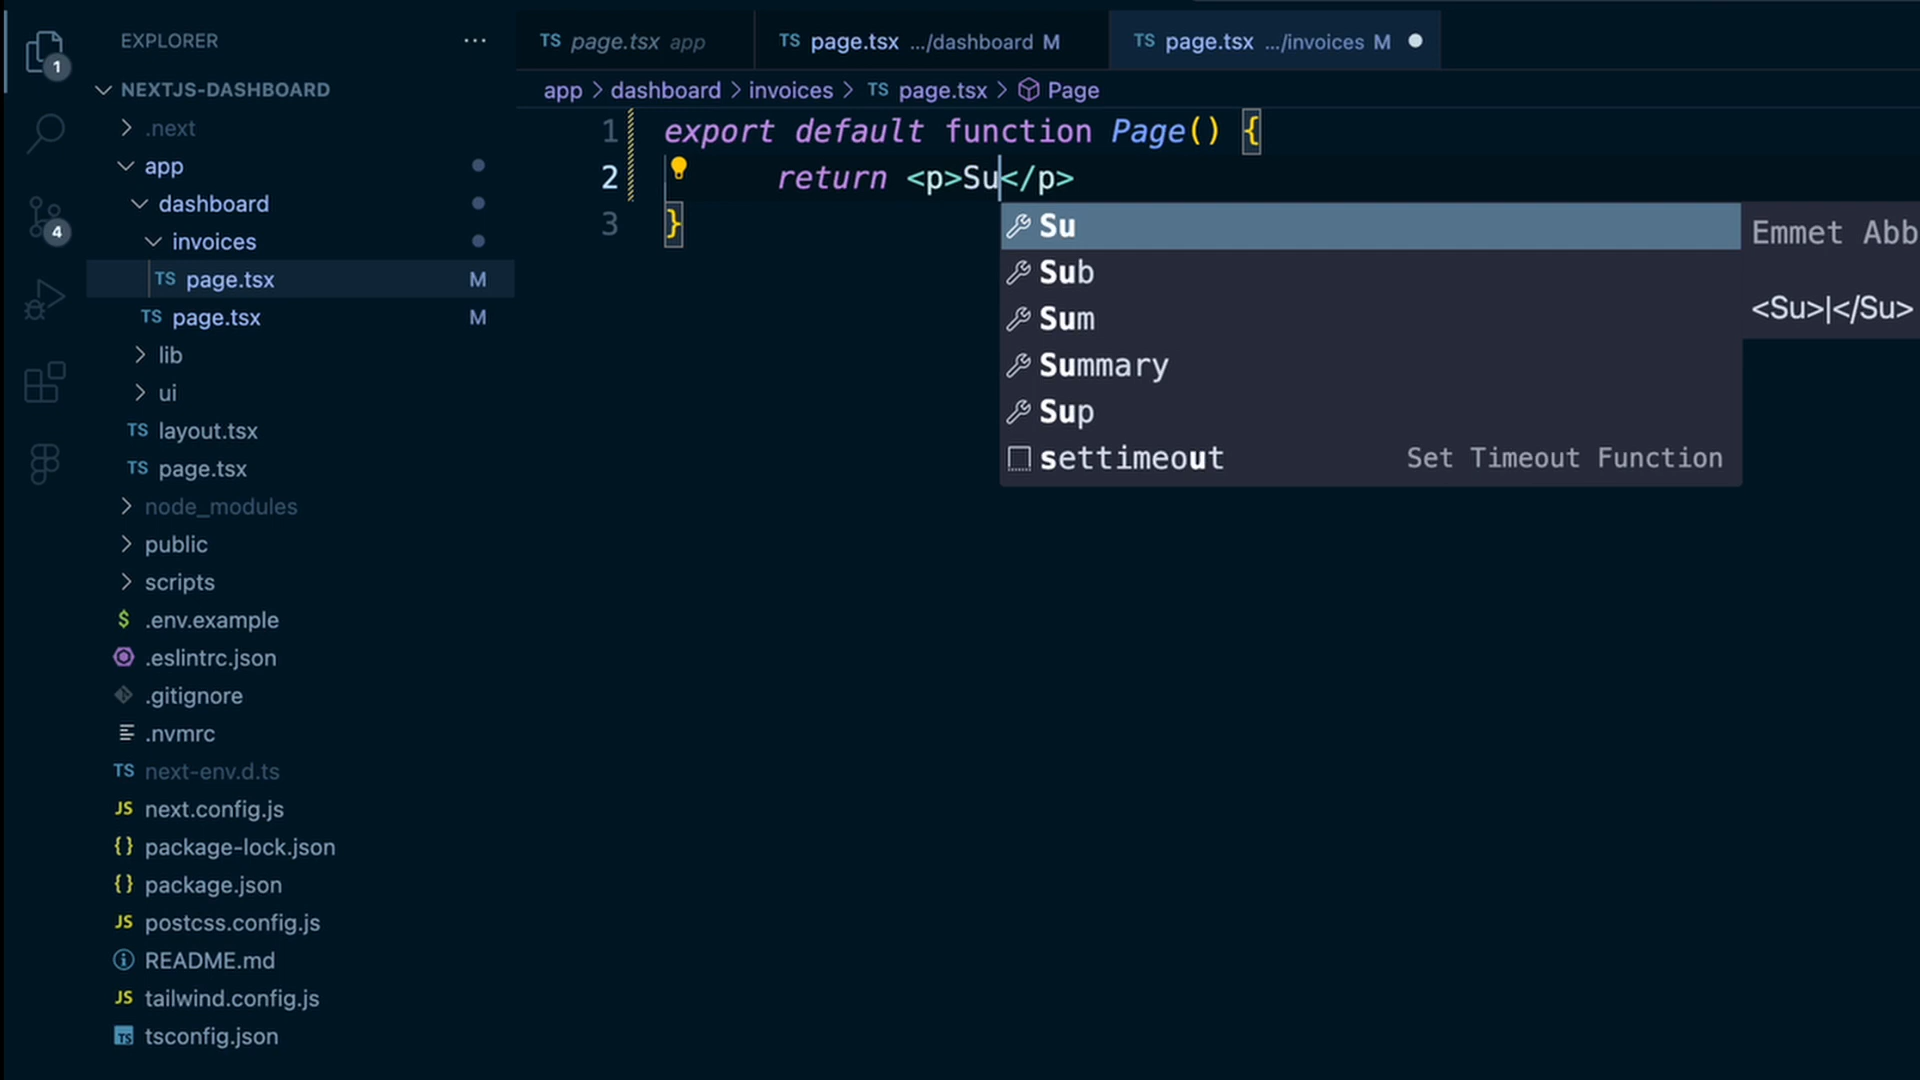 EXPLORER
NEXTJS-DASHBOARD
.next
app
dashboard
invoices
TS page.tsx M
TS page.tsx M
lib
ui
TS layout.tsx
TS page.tsx
node_modules
public
scripts
$ .env.example
.eslintrc.json
.gitignore
.nvmrc
TS next-env.d.ts
JS next.config.js
{} package-lock.json
{} package.json
JS postcss.config.js
README.md
JS tailwind.config.js
TS tsconfig.json
1
4
TS page.tsx app
TS page.tsx .../dashboard M
TS page.tsx .../invoices M
app > dashboard > invoices > TS page.tsx > Page
1 export default function Page() {
2 return <p>Su</p>
3 }
Su
Sub
Sum
Summary
Sup
settimeout Set Timeout Function
Emmet Abb
<Su>|</Su>